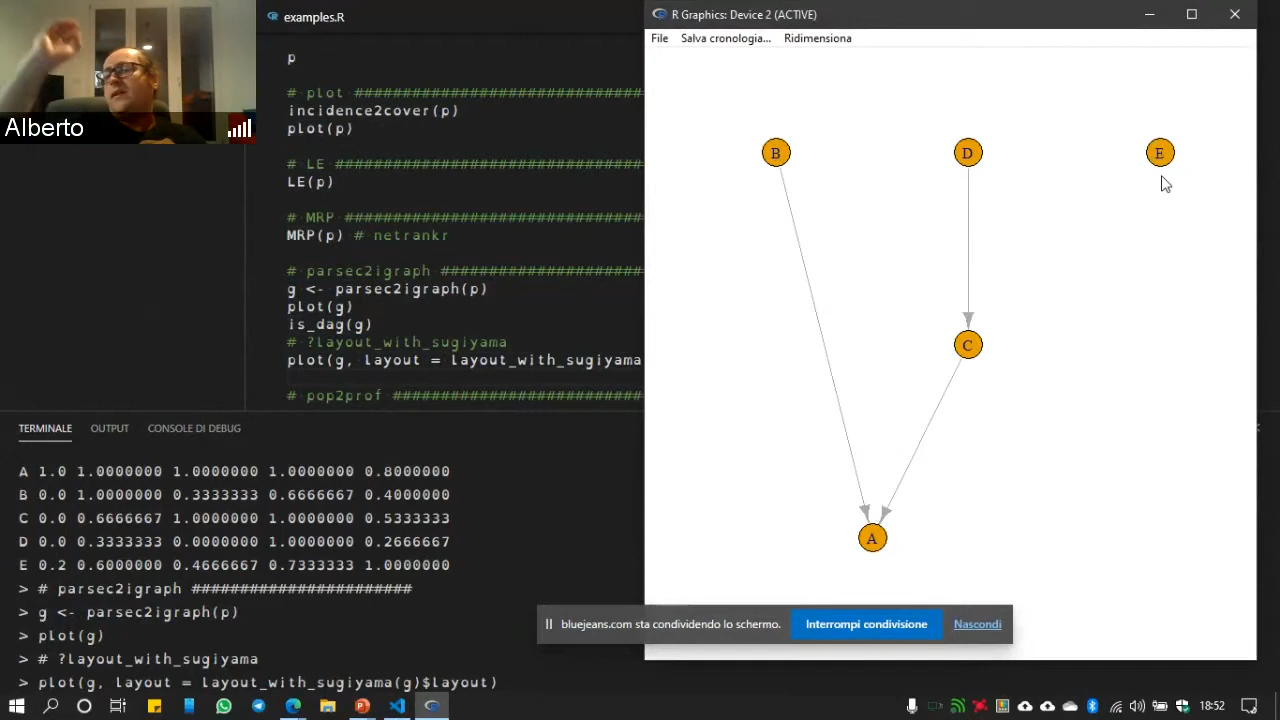 examples.R
Alberto
p
# plot ################################
incidence2cover(p)
plot(p)
# LE ##################################
LE(p)
# MRP #################################
MRP(p) # netrankr
# parsec2igraph #######################
g <- parsec2igraph(p)
plot(g)
is_dag(g)
# ?layout_with_sugiyama
plot(g, layout = layout_with_sugiyama
# pop2prof ############################
TERMINALE OUTPUT CONSOLE DI DEBUG
A 1.0 1.0000000 1.0000000 1.0000000 0.8000000
B 0.0 1.0000000 0.3333333 0.6666667 0.4000000
C 0.0 0.6666667 1.0000000 1.0000000 0.5333333
D 0.0 0.3333333 0.0000000 1.0000000 0.2666667
E 0.2 0.6000000 0.4666667 0.7333333 1.0000000
> # parsec2igraph #######################
> g <- parsec2igraph(p)
> plot(g)
> # ?layout_with_sugiyama
> plot(g, layout = layout_with_sugiyama(g)$layout)
R Graphics: Device 2 (ACTIVE)
File Salva cronologia... Ridimensiona
B D E
C
A
bluejeans.com sta condividendo lo schermo. Interrompi condivisione Nascondi
18:52